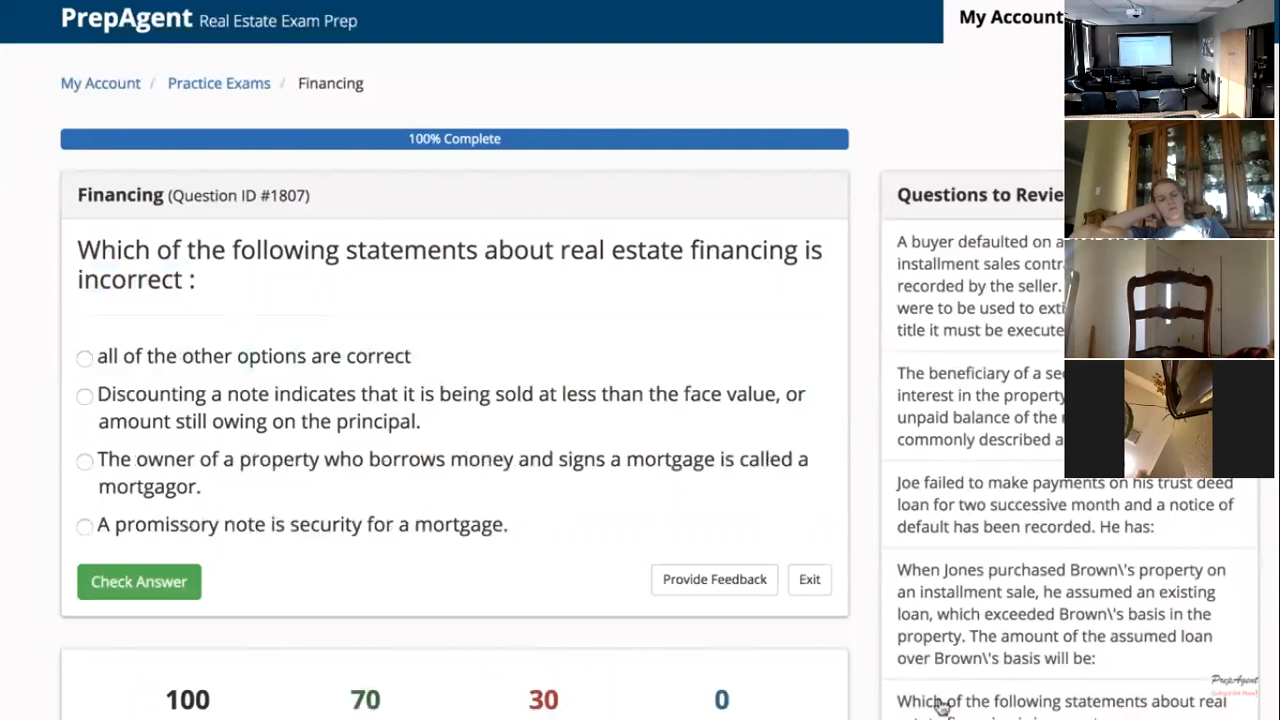 PrepAgent Real Estate Exam Prep
My Account
My Account / Practice Exams / Financing
100% Complete
Financing (Question ID #1807)
Which of the following statements about real estate financing is
incorrect :
all of the other options are correct
Discounting a note indicates that it is being sold at less than the face value, or
amount still owing on the principal.
The owner of a property who borrows money and signs a mortgage is called a
mortgagor.
A promissory note is security for a mortgage.
Check Answer
Provide Feedback
Exit
100 70 30 0
Questions to Revie
A buyer defaulted on a
installment sales contr
recorded by the seller.
were to be used to exti
title it must be execute
The beneficiary of a se
interest in the property
unpaid balance of the
commonly described a
Joe failed to make payments on his trust deed
loan for two successive month and a notice of
default has been recorded. He has:
When Jones purchased Brown\'s property on
an installment sale, he assumed an existing
loan, which exceeded Brown\'s basis in the
property. The amount of the assumed loan
over Brown\'s basis will be:
PrepAgent
Which of the following statements about real